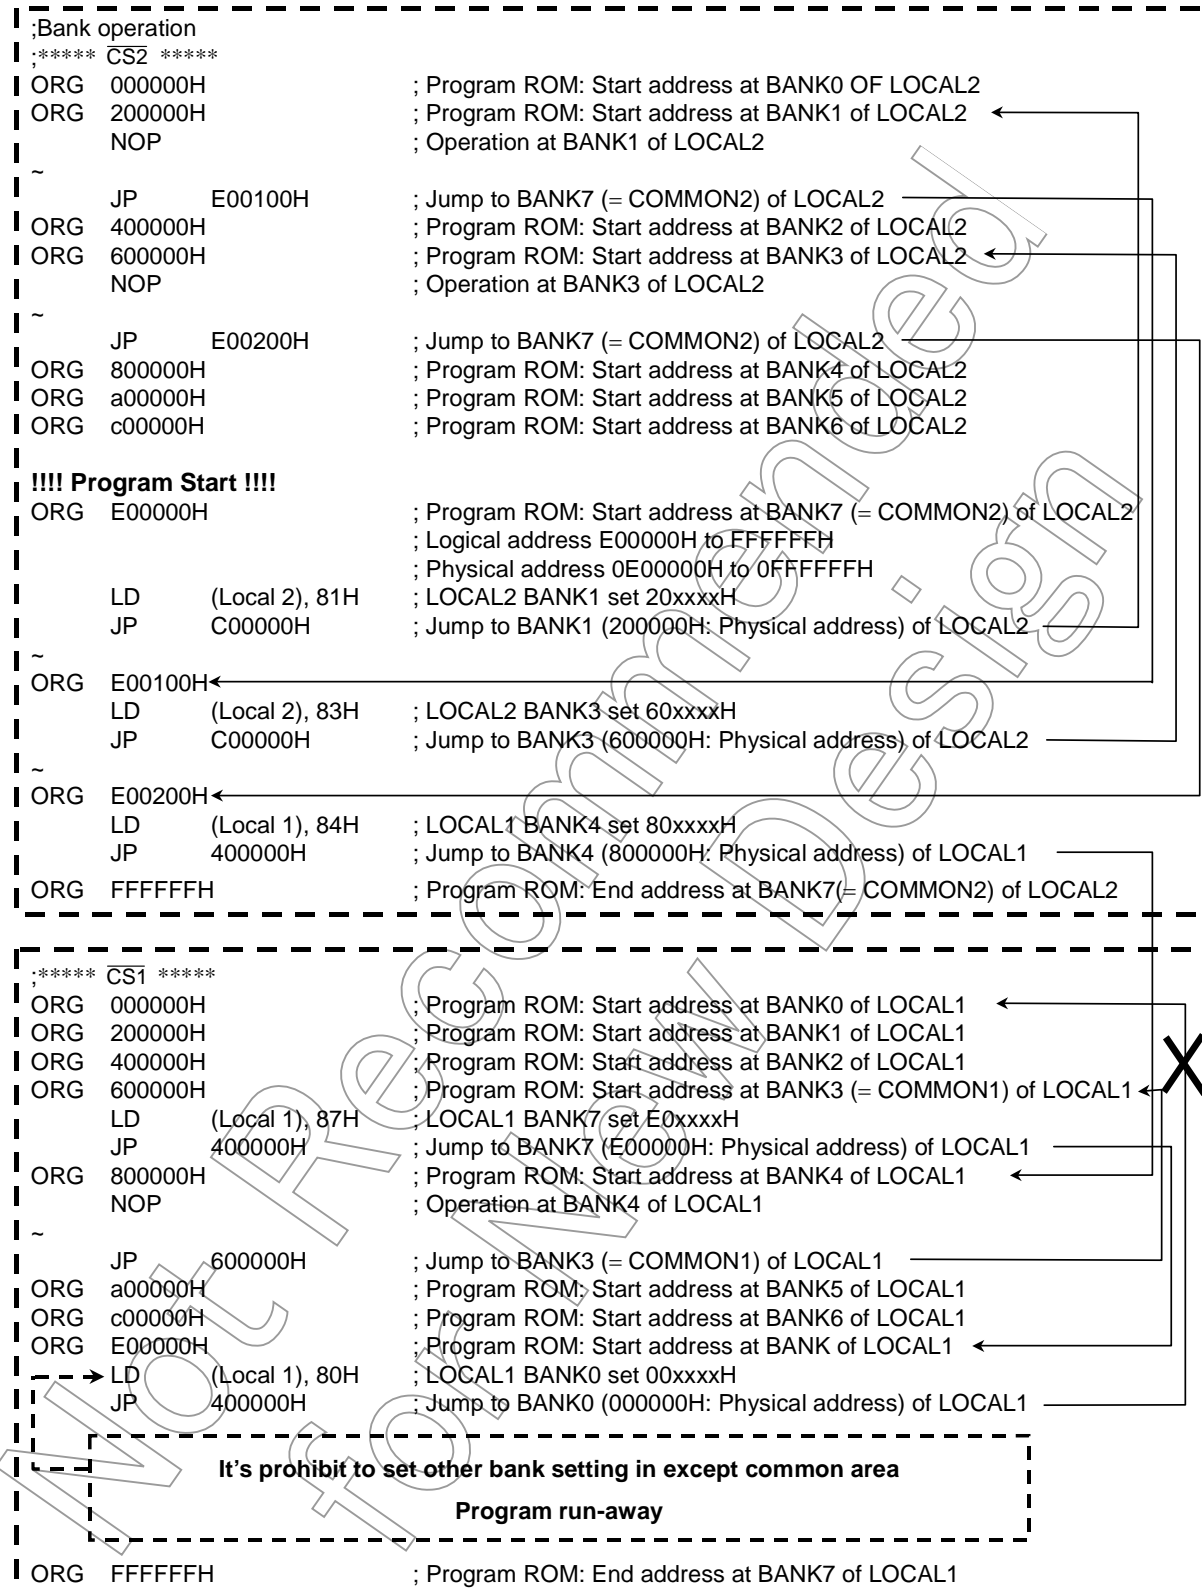 ;Bank operation
;***** CS2 *****
ORG 000000H ; Program ROM: Start address at BANK0 OF LOCAL2
ORG 200000H ; Program ROM: Start address at BANK1 of LOCAL2
NOP ; Operation at BANK1 of LOCAL2
~
JP E00100H ; Jump to BANK7 (= COMMON2) of LOCAL2
ORG 400000H ; Program ROM: Start address at BANK2 of LOCAL2
ORG 600000H ; Program ROM: Start address at BANK3 of LOCAL2
NOP ; Operation at BANK3 of LOCAL2
~
JP E00200H ; Jump to BANK7 (= COMMON2) of LOCAL2
ORG 800000H ; Program ROM: Start address at BANK4 of LOCAL2
ORG a00000H ; Program ROM: Start address at BANK5 of LOCAL2
ORG c00000H ; Program ROM: Start address at BANK6 of LOCAL2
!!!! Program Start !!!!
ORG E00000H ; Program ROM: Start address at BANK7 (= COMMON2) of LOCAL2
; Logical address E00000H to FFFFFFH
; Physical address 0E00000H to 0FFFFFFH
LD (Local 2), 81H ; LOCAL2 BANK1 set 20xxxxH
JP C00000H ; Jump to BANK1 (200000H: Physical address) of LOCAL2
~
ORG E00100H
LD (Local 2), 83H ; LOCAL2 BANK3 set 60xxxxH
JP C00000H ; Jump to BANK3 (600000H: Physical address) of LOCAL2
~
ORG E00200H
LD (Local 1), 84H ; LOCAL1 BANK4 set 80xxxxH
JP 400000H ; Jump to BANK4 (800000H: Physical address) of LOCAL1
ORG FFFFFFH ; Program ROM: End address at BANK7(= COMMON2) of LOCAL2
;***** CS1 *****
ORG 000000H ; Program ROM: Start address at BANK0 of LOCAL1
ORG 200000H ; Program ROM: Start address at BANK1 of LOCAL1
ORG 400000H ; Program ROM: Start address at BANK2 of LOCAL1
ORG 600000H ; Program ROM: Start address at BANK3 (= COMMON1) of LOCAL1
LD (Local 1), 87H ; LOCAL1 BANK7 set E0xxxxH
JP 400000H ; Jump to BANK7 (E00000H: Physical address) of LOCAL1
ORG 800000H ; Program ROM: Start address at BANK4 of LOCAL1
NOP ; Operation at BANK4 of LOCAL1
~
JP 600000H ; Jump to BANK3 (= COMMON1) of LOCAL1
ORG a00000H ; Program ROM: Start address at BANK5 of LOCAL1
ORG c00000H ; Program ROM: Start address at BANK6 of LOCAL1
ORG E00000H ; Program ROM: Start address at BANK of LOCAL1
LD (Local 1), 80H ; LOCAL1 BANK0 set 00xxxxH
JP 400000H ; Jump to BANK0 (000000H: Physical address) of LOCAL1
It's prohibit to set other bank setting in except common area
Program run-away
ORG FFFFFFH ; Program ROM: End address at BANK7 of LOCAL1
X
Not Recommended
for New Design